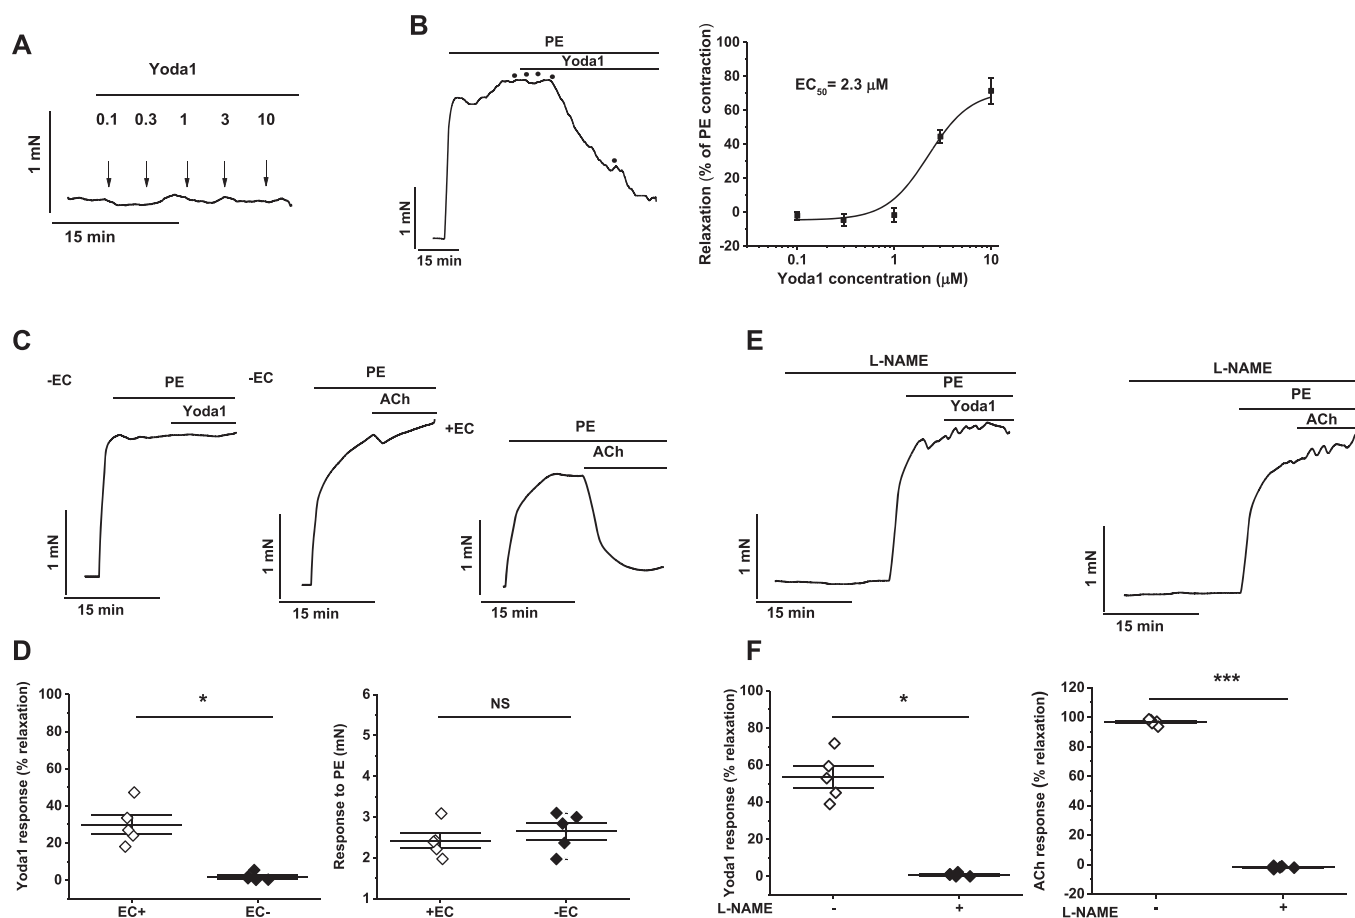 A
Yoda1
0.1 0.3 1 3 10
1 mN
15 min
B
PE
Yoda1
1 mN
15 min
Relaxation (% of PE contraction)
100
80
60
40
20
0
-20
EC50= 2.3 µM
0.1 1 10
Yoda1 concentration (µM)
C
-EC
PE
Yoda1
1 mN
15 min
-EC
PE
ACh
1 mN
15 min
+EC
PE
ACh
1 mN
15 min
E
L-NAME
PE
Yoda1
1 mN
15 min
L-NAME
PE
ACh
1 mN
15 min
D
Yoda1 response (% relaxation)
100
80
60
40
20
0
*
EC+ EC-
Response to PE (mN)
6
5
4
3
2
1
NS
+EC -EC
F
Yoda1 response (% relaxation)
100
80
60
40
20
0
*
L-NAME - +
ACh response (% relaxation)
120
100
80
60
40
20
0
-20
***
L-NAME - +